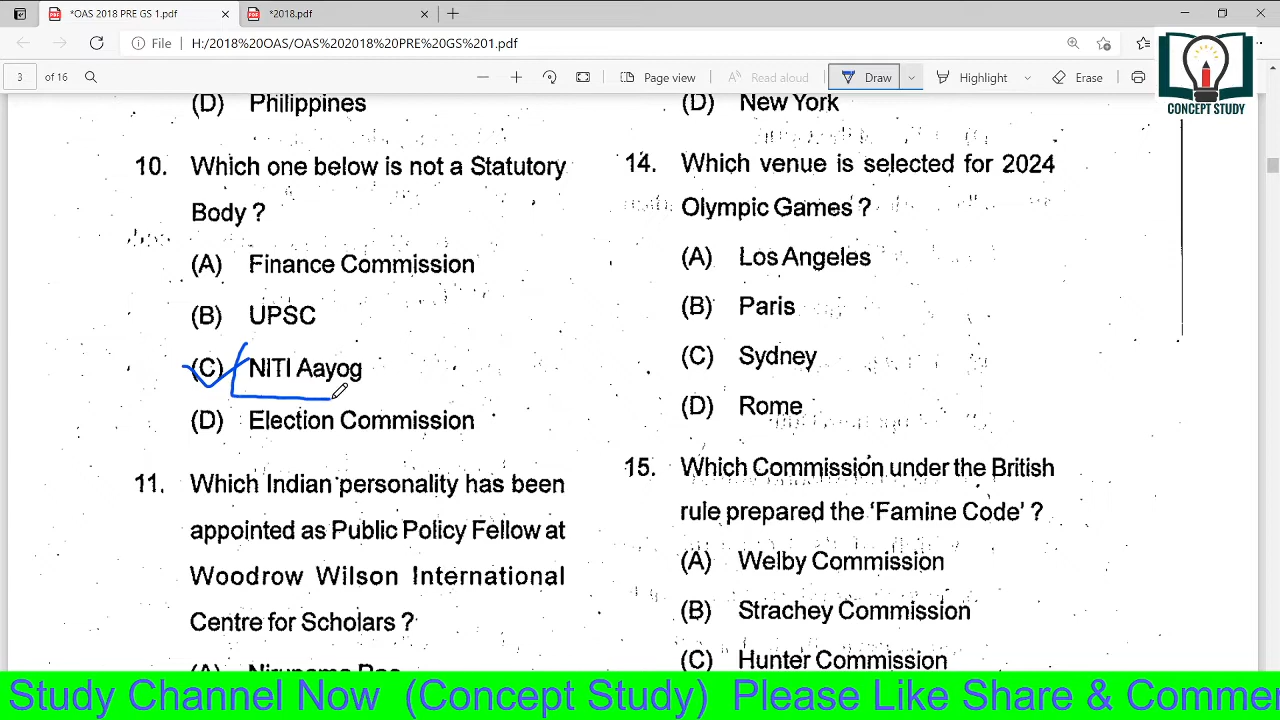 *OAS 2018 PRE GS 1.pdf
*2018.pdf
File
H:/2018%20OAS/OAS%202018%20PRE%20GS%201.pdf
3 of 16
Page view
Read aloud
Draw
Highlight
Erase
CONCEPT STUDY
(D) Philippines
10. Which one below is not a Statutory
Body ?
(A) Finance Commission
(B) UPSC
(C) NITI Aayog
(D) Election Commission
11. Which Indian personality has been
appointed as Public Policy Fellow at
Woodrow Wilson International
Centre for Scholars ?
(A) Nirupama Rao
(D) New York
14. Which venue is selected for 2024
Olympic Games ?
(A) Los Angeles
(B) Paris
(C) Sydney
(D) Rome
15. Which Commission under the British
rule prepared the ‘Famine Code’ ?
(A) Welby Commission
(B) Strachey Commission
(C) Hunter Commission
Study Channel Now (Concept Study) Please Like Share & Comme